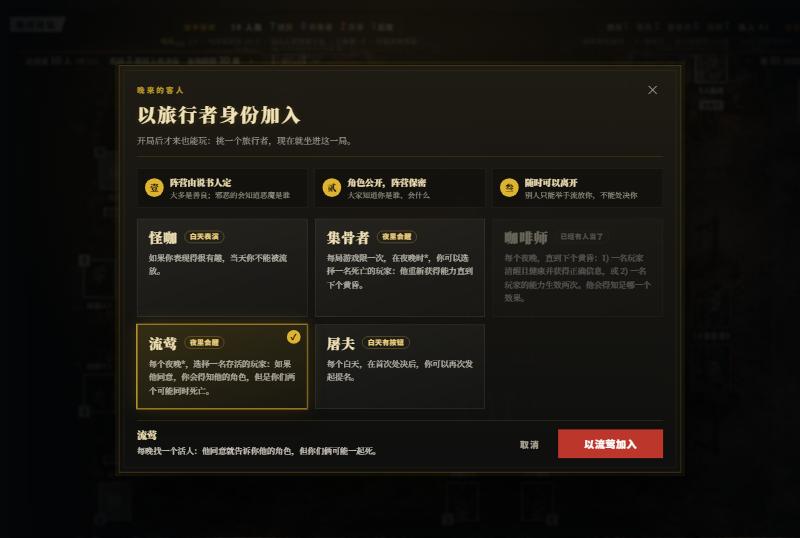 晚来的客人
以旅行者身份加入
开局后才来也能玩：挑一个旅行者，现在就坐进这一局。
壹
阵营由说书人定
大多是善良；邪恶的会知道恶魔是谁
贰
角色公开，阵营保密
大家知道你是谁、会什么
叁
随时可以离开
别人只能举手流放你，不能处决你
怪咖
白天表演
如果你表演得很有趣，当天你不能被流
放。
集骨者
夜里会醒
每局游戏限一次，在夜晚时*，你可以选
择一名死亡的玩家：他重新获得能力直到
下个黄昏。
咖啡师
已经有人当了
每个夜晚，直到下个黄昏：1) 一名玩家
清醒且健康并获得正确信息，或 2) 一名
玩家的能力生效两次。他会得知是哪一个
效果。
流莺
夜里会醒
每个夜晚*，选择一名存活的玩家：如果
他同意，你会得知他的角色，但是你们两
个可能同时死亡。
屠夫
白天有按钮
每个白天，在首次处决后，你可以再次发
起提名。
流莺
每晚找一个活人：他同意就告诉你他的角色，但你们俩可能一起死。
取消
以流莺加入